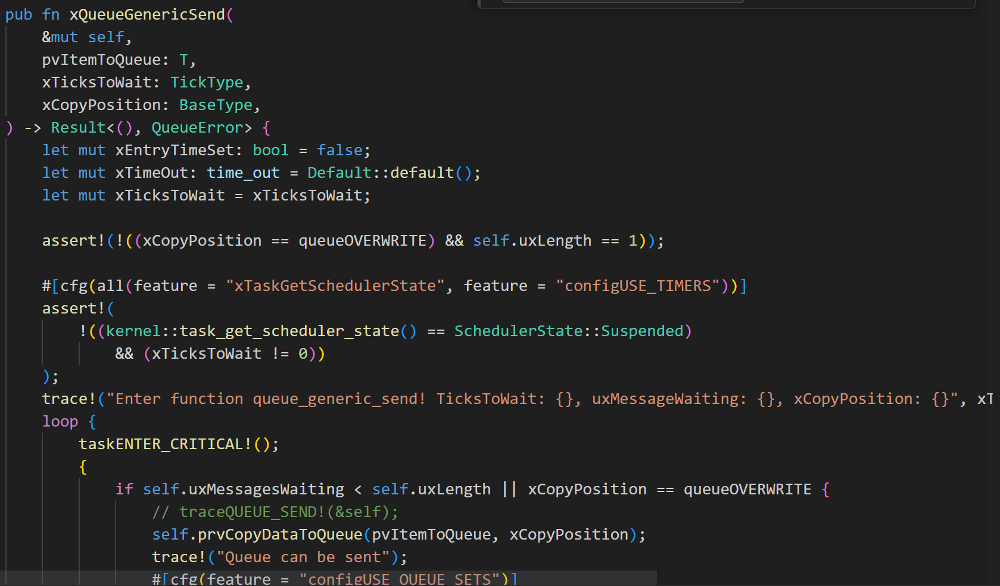 pub fn xQueueGenericSend(
    &mut self,
    pvItemToQueue: T,
    xTicksToWait: TickType,
    xCopyPosition: BaseType,
) -> Result<(), QueueError> {
    let mut xEntryTimeSet: bool = false;
    let mut xTimeOut: time_out = Default::default();
    let mut xTicksToWait = xTicksToWait;

    assert!(!((xCopyPosition == queueOVERWRITE) && self.uxLength == 1));

    #[cfg(all(feature = "xTaskGetSchedulerState", feature = "configUSE_TIMERS"))]
    assert!(
        !((kernel::task_get_scheduler_state() == SchedulerState::Suspended)
            && (xTicksToWait != 0))
    );
    trace!("Enter function queue_generic_send! TicksToWait: {}, uxMessageWaiting: {}, xCopyPosition: {}", xT
    loop {
        taskENTER_CRITICAL!();
        {
            if self.uxMessagesWaiting < self.uxLength || xCopyPosition == queueOVERWRITE {
                // traceQUEUE_SEND!(&self);
                self.prvCopyDataToQueue(pvItemToQueue, xCopyPosition);
                trace!("Queue can be sent");
                #[cfg(feature = "configUSE_QUEUE_SETS")]